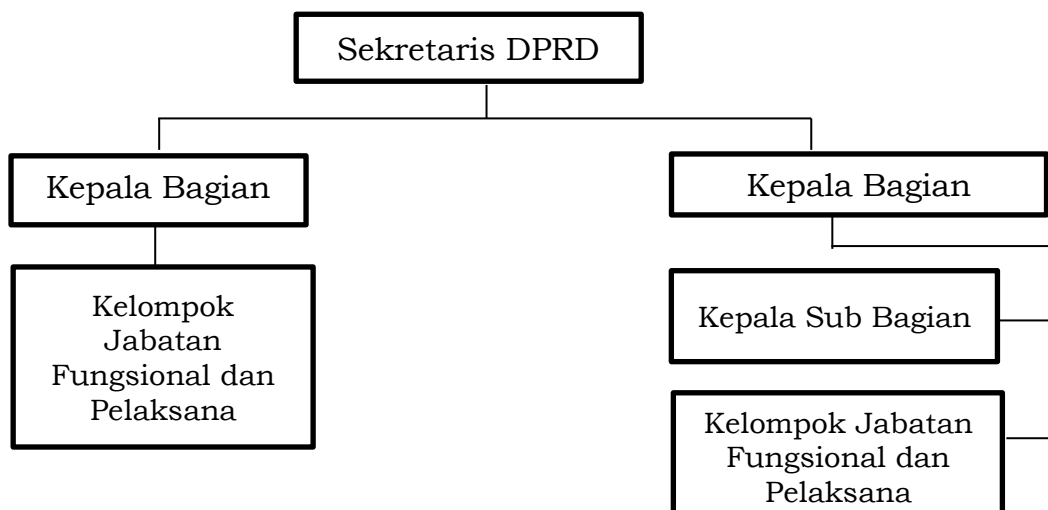 Sekretaris DPRD
Kepala Bagian
Kepala Bagian
Kelompok
Jabatan
Fungsional dan
Pelaksana
Kepala Sub Bagian
Kelompok Jabatan
Fungsional dan
Pelaksana